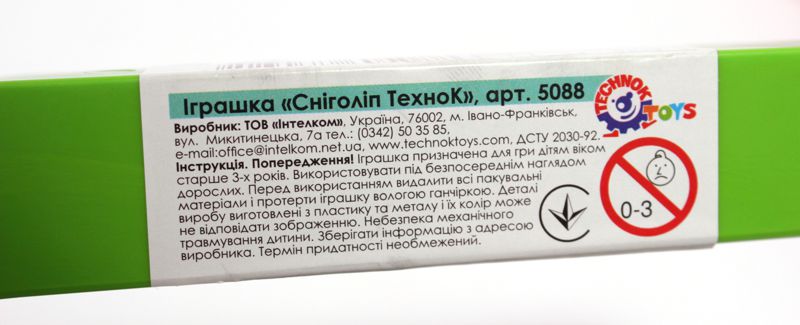 Іграшка «Сніголіп ТехноК», арт. 5088
TECHNOK
TOYS
Виробник: ТОВ «Інтелком», Україна, 76002, м. Івано-Франківськ,
вул. Микитинецька, 7а тел.: (0342) 50 35 85,
e-mail:office@intelkom.net.ua, www.technoktoys.com, ДСТУ 2030-92.
Інструкція. Попередження! Іграшка призначена для гри дітям віком
старше 3-х років. Використовувати під безпосереднім наглядом
дорослих. Перед використанням видалити всі пакувальні
матеріали і протерти іграшку вологою ганчіркою. Деталі
виробу виготовлені з пластику та металу і їх колір може
не відповідати зображенню. Небезпека механічного
травмування дитини. Зберігати інформацію з адресою
виробника. Термін придатності необмежений.
0-3